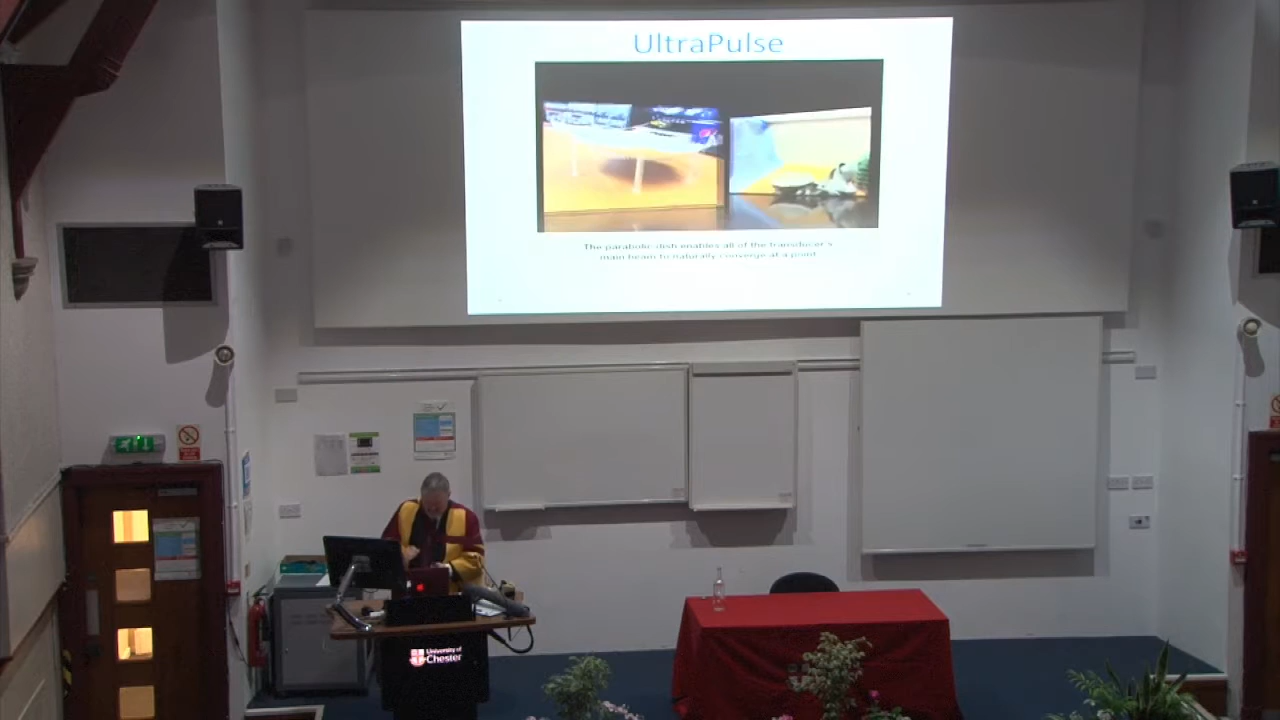 UltraPulse
The parabolic dish enables all of the transducer's
main beam to naturally converge at a point
University of
Chester